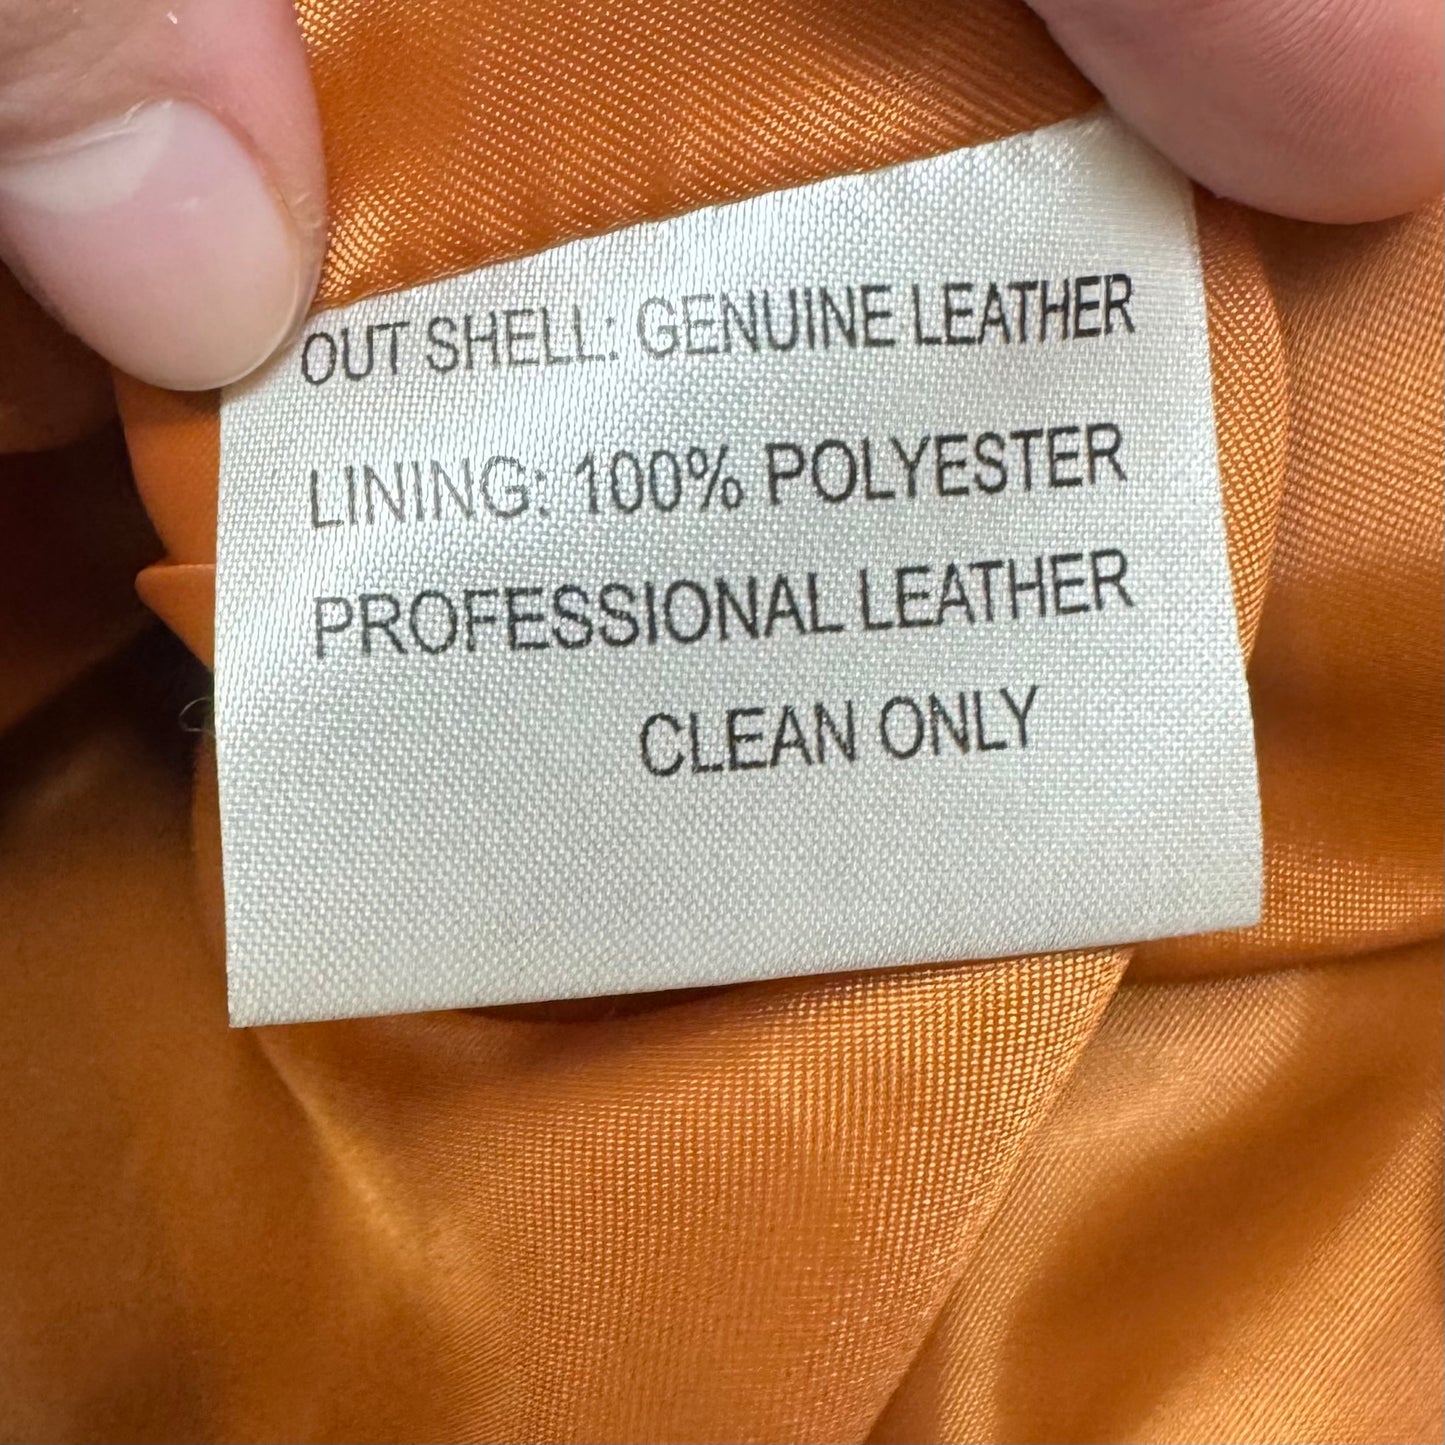 OUT SHELL: GENUINE LEATHER
LINING: 100% POLYESTER
PROFESSIONAL LEATHER
CLEAN ONLY